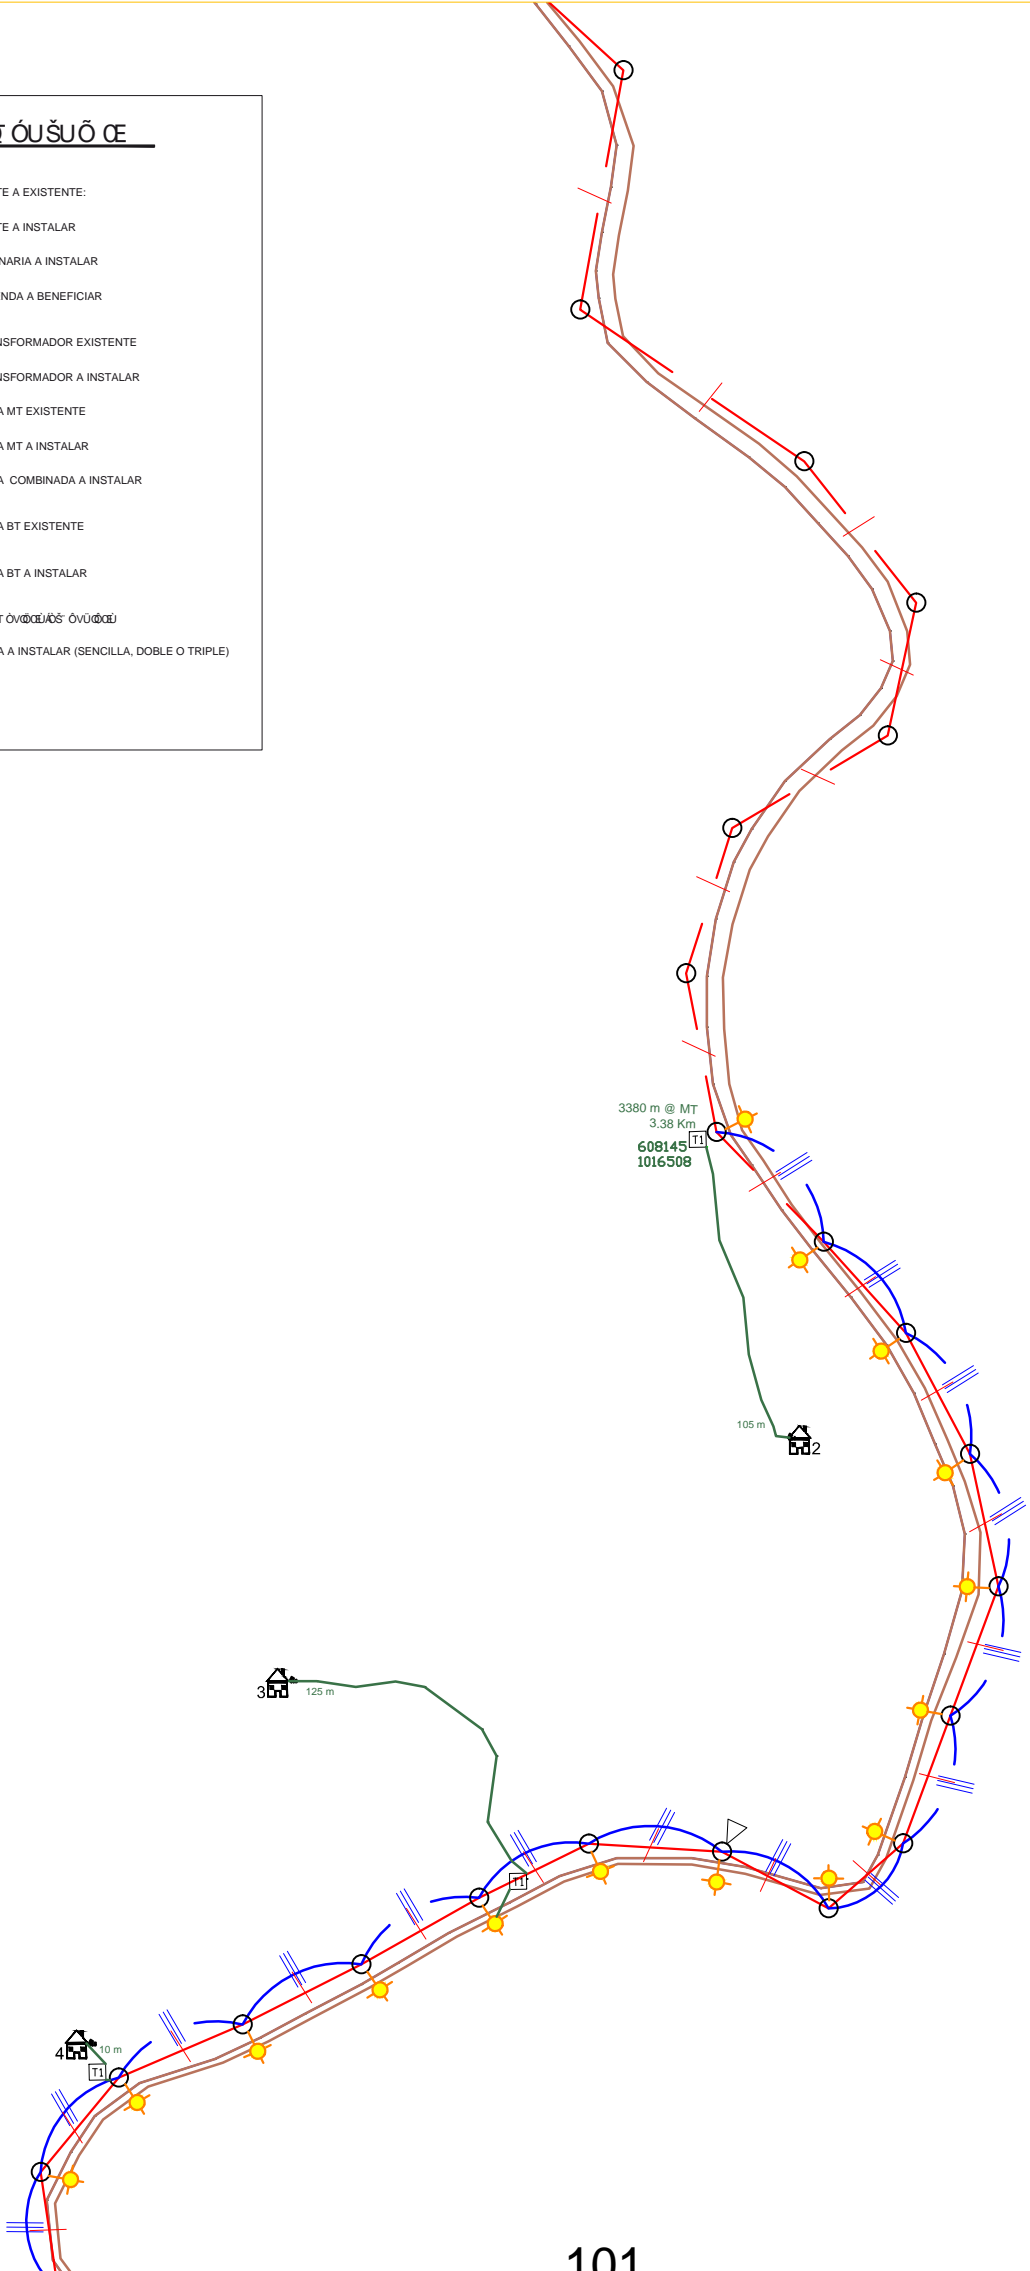 TE A EXISTENTE:
TE A INSTALAR
NARIA A INSTALAR
NDA A BENEFICIAR
NSFORMADOR EXISTENTE
NSFORMADOR A INSTALAR
A MT EXISTENTE
A MT A INSTALAR
A COMBINADA A INSTALAR
A BT EXISTENTE
A BT A INSTALAR
A A INSTALAR (SENCILLA, DOBLE O TRIPLE)
3380 m @ MT
3.38 Km
608145
T1
1016508
105 m
2
3
125 m
T1
4
10 m
T1
101